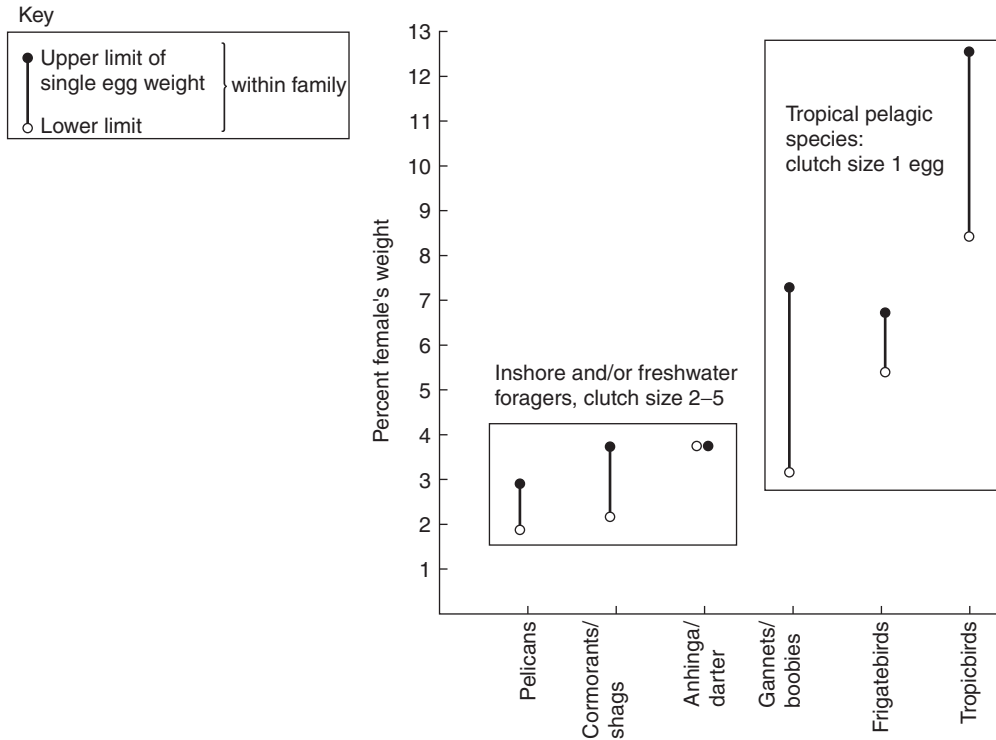 Key
Upper limit of
single egg weight
within family
Lower limit
Percent female's weight
13
12
11
10
9
8
7
6
5
4
3
2
1
Tropical pelagic
species:
clutch size 1 egg
Inshore and/or freshwater
foragers, clutch size 2–5
Pelicans
Cormorants/
shags
Anhinga/
darter
Gannets/
boobies
Frigatebirds
Tropicbirds